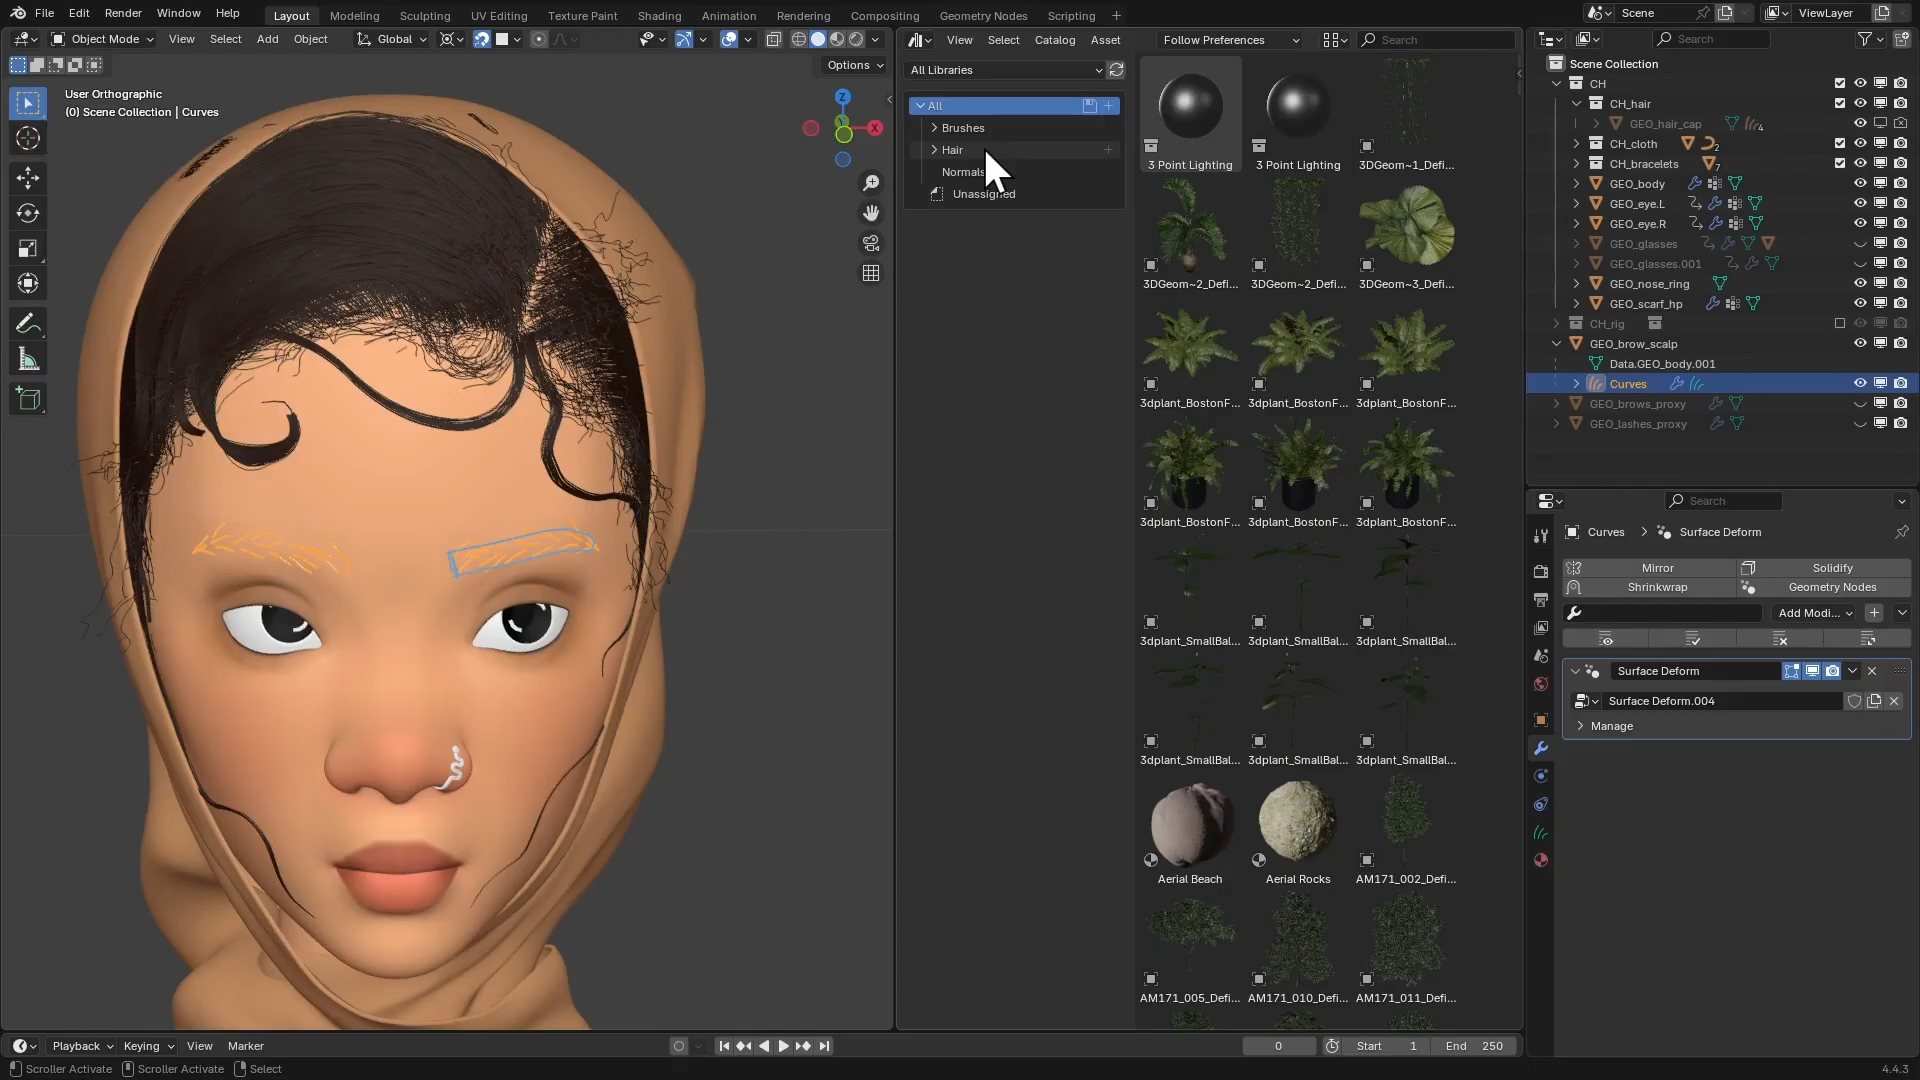 File Edit Render Window Help Layout Modeling Sculpting UV Editing Texture Paint Shading Animation Rendering Compositing Geometry Nodes Scripting + Scene ViewLayer
Object Mode View Select Add Object Global
Options
User Orthographic
(0) Scene Collection | Curves
Z
X
View Select Catalog Asset Follow Preferences Search
All Libraries
All
Brushes
Hair
Normals
Unassigned
3 Point Lighting 3 Point Lighting 3DGeom~1_Defi...
3DGeom~2_Defi... 3DGeom~2_Defi... 3DGeom~3_Defi...
3dplant_BostonF... 3dplant_BostonF... 3dplant_BostonF...
3dplant_BostonF... 3dplant_BostonF... 3dplant_BostonF...
3dplant_SmallBal... 3dplant_SmallBal... 3dplant_SmallBal...
3dplant_SmallBal... 3dplant_SmallBal... 3dplant_SmallBal...
Aerial Beach Aerial Rocks AM171_002_Defi...
AM171_005_Defi... AM171_010_Defi... AM171_011_Defi...
Search
Scene Collection
CH
CH_hair
GEO_hair_cap 4
CH_cloth 2
CH_bracelets 7
GEO_body
GEO_eye.L
GEO_eye.R
GEO_glasses
GEO_glasses.001
GEO_nose_ring
GEO_scarf_hp
CH_rig
GEO_brow_scalp
Data.GEO_body.001
Curves
GEO_brows_proxy
GEO_lashes_proxy
Search
Curves > Surface Deform
Mirror Solidify
Shrinkwrap Geometry Nodes
Add Modi...
Surface Deform
Surface Deform.004
Manage
Playback Keying View Marker 0 Start 1 End 250
Scroller Activate Scroller Activate Select 4.4.3